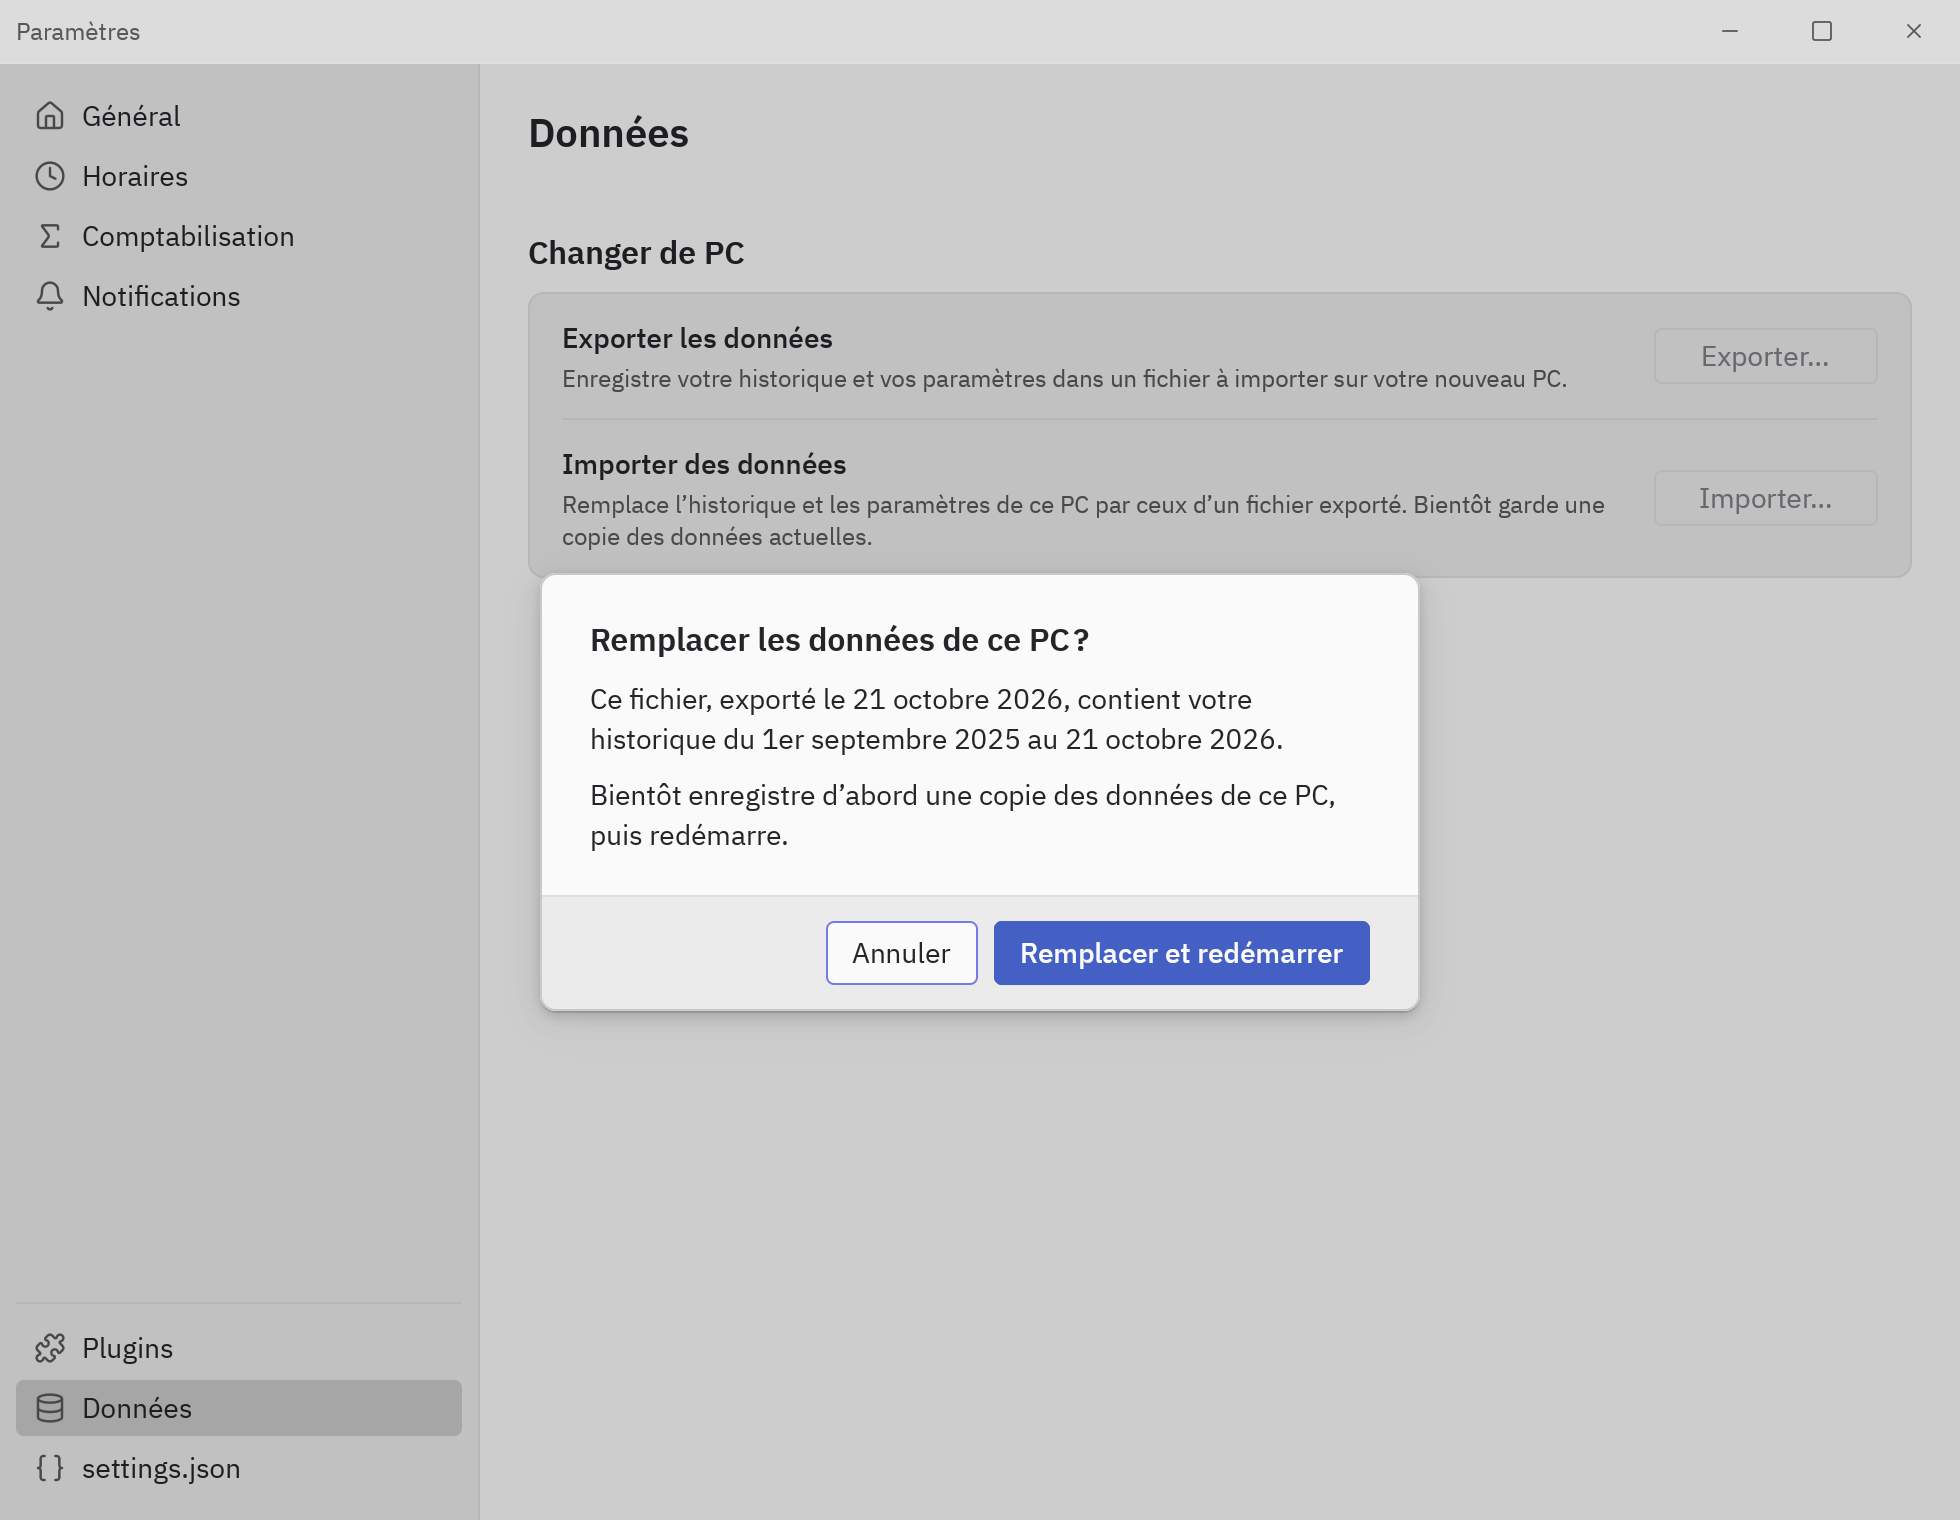 Paramètres
Général
Horaires
Comptabilisation
Notifications
Données
Changer de PC
Exporter les données
Enregistre votre historique et vos paramètres dans un fichier à importer sur votre nouveau PC.
Exporter…
Importer des données
Remplace l’historique et les paramètres de ce PC par ceux d’un fichier exporté. Bientôt garde une
copie des données actuelles.
Importer…
Remplacer les données de ce PC ?
Ce fichier, exporté le 21 octobre 2026, contient votre
historique du 1er septembre 2025 au 21 octobre 2026.
Bientôt enregistre d’abord une copie des données de ce PC,
puis redémarre.
Annuler
Remplacer et redémarrer
Plugins
Données
settings.json